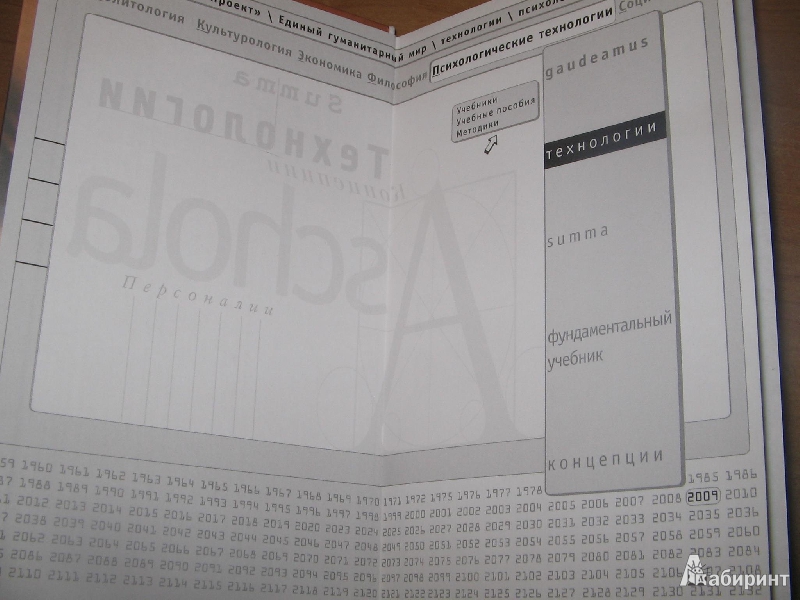 проект» \ Единый гуманитарный мир \ технологии \ психоло
олитология Культурология Экономика Философия Психологические технологии Соци
gaudeamus
Summa
Учебники
Учебные пособия
Методики
Технологии
технологии
Концепции
Aschola
summa
Персоналии
фундаментальный
учебник
концепции
59 1960 1961 1962 1963 1964 1965 1966 1967 1968 1969 1970 1971 1972 1975 1976 1977 1978 1985 1986
87 1988 1989 1990 1991 1992 1993 1994 1995 1996 1997 1998 1999 2000 2001 2002 2003 2004 2005 2006 2007 2008 2009 2010
11 2012 2013 2014 2015 2016 2017 2018 2019 2020 2023 2024 2025 2026 2027 2028 2029 2030 2031 2032 2033 2034 2035 2036
37 2038 2039 2040 2041 2042 2043 2044 2045 2046 2047 2048 2049 2050 2051 2052 2053 2054 2055 2056 2057 2058 2059 2060
61 2062 2063 2064 2065 2066 2067 2068 2069 2070 2071 2072 2073 2074 2075 2076 2077 2078 2079 2080 2081 2082 2083 2084
2086 2087 2088 2089 2090 2091 2092 2093 2094 2095 2096 2097 2098 2099 2100 2101 2102 2103 2104 2105 2106 2107 2108
2110 2111 2112 2113 2114 2115 2116 2117 2118 2119 2120 2121 2122 2123 2124 2125 2126 2127 2128 2129 2130 2131 2132
Лабиринт